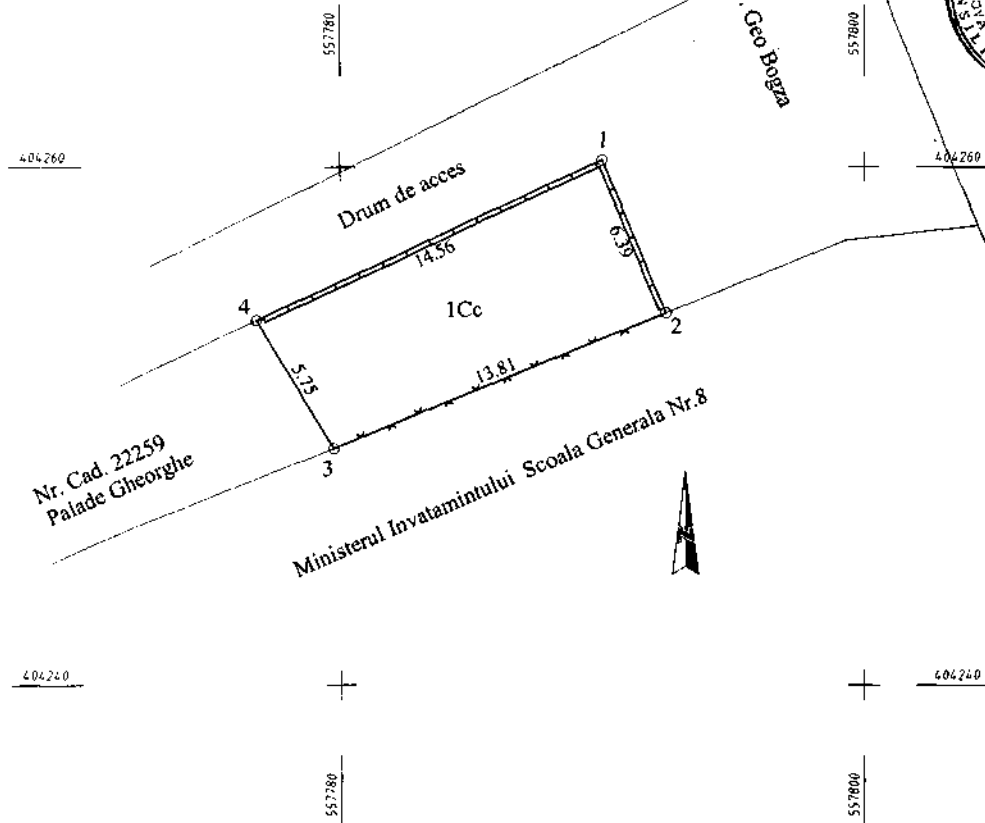 557780
557800
Geo Bogza
404260
404260
1
Drum de acces
14.56
6.39
4
1Cc
2
5.75
13.81
3
Nr. Cad. 22259
Palade Gheorghe
Ministerul Invatamintului Scoala Generala Nr.8
N
404240
404240
557780
557800